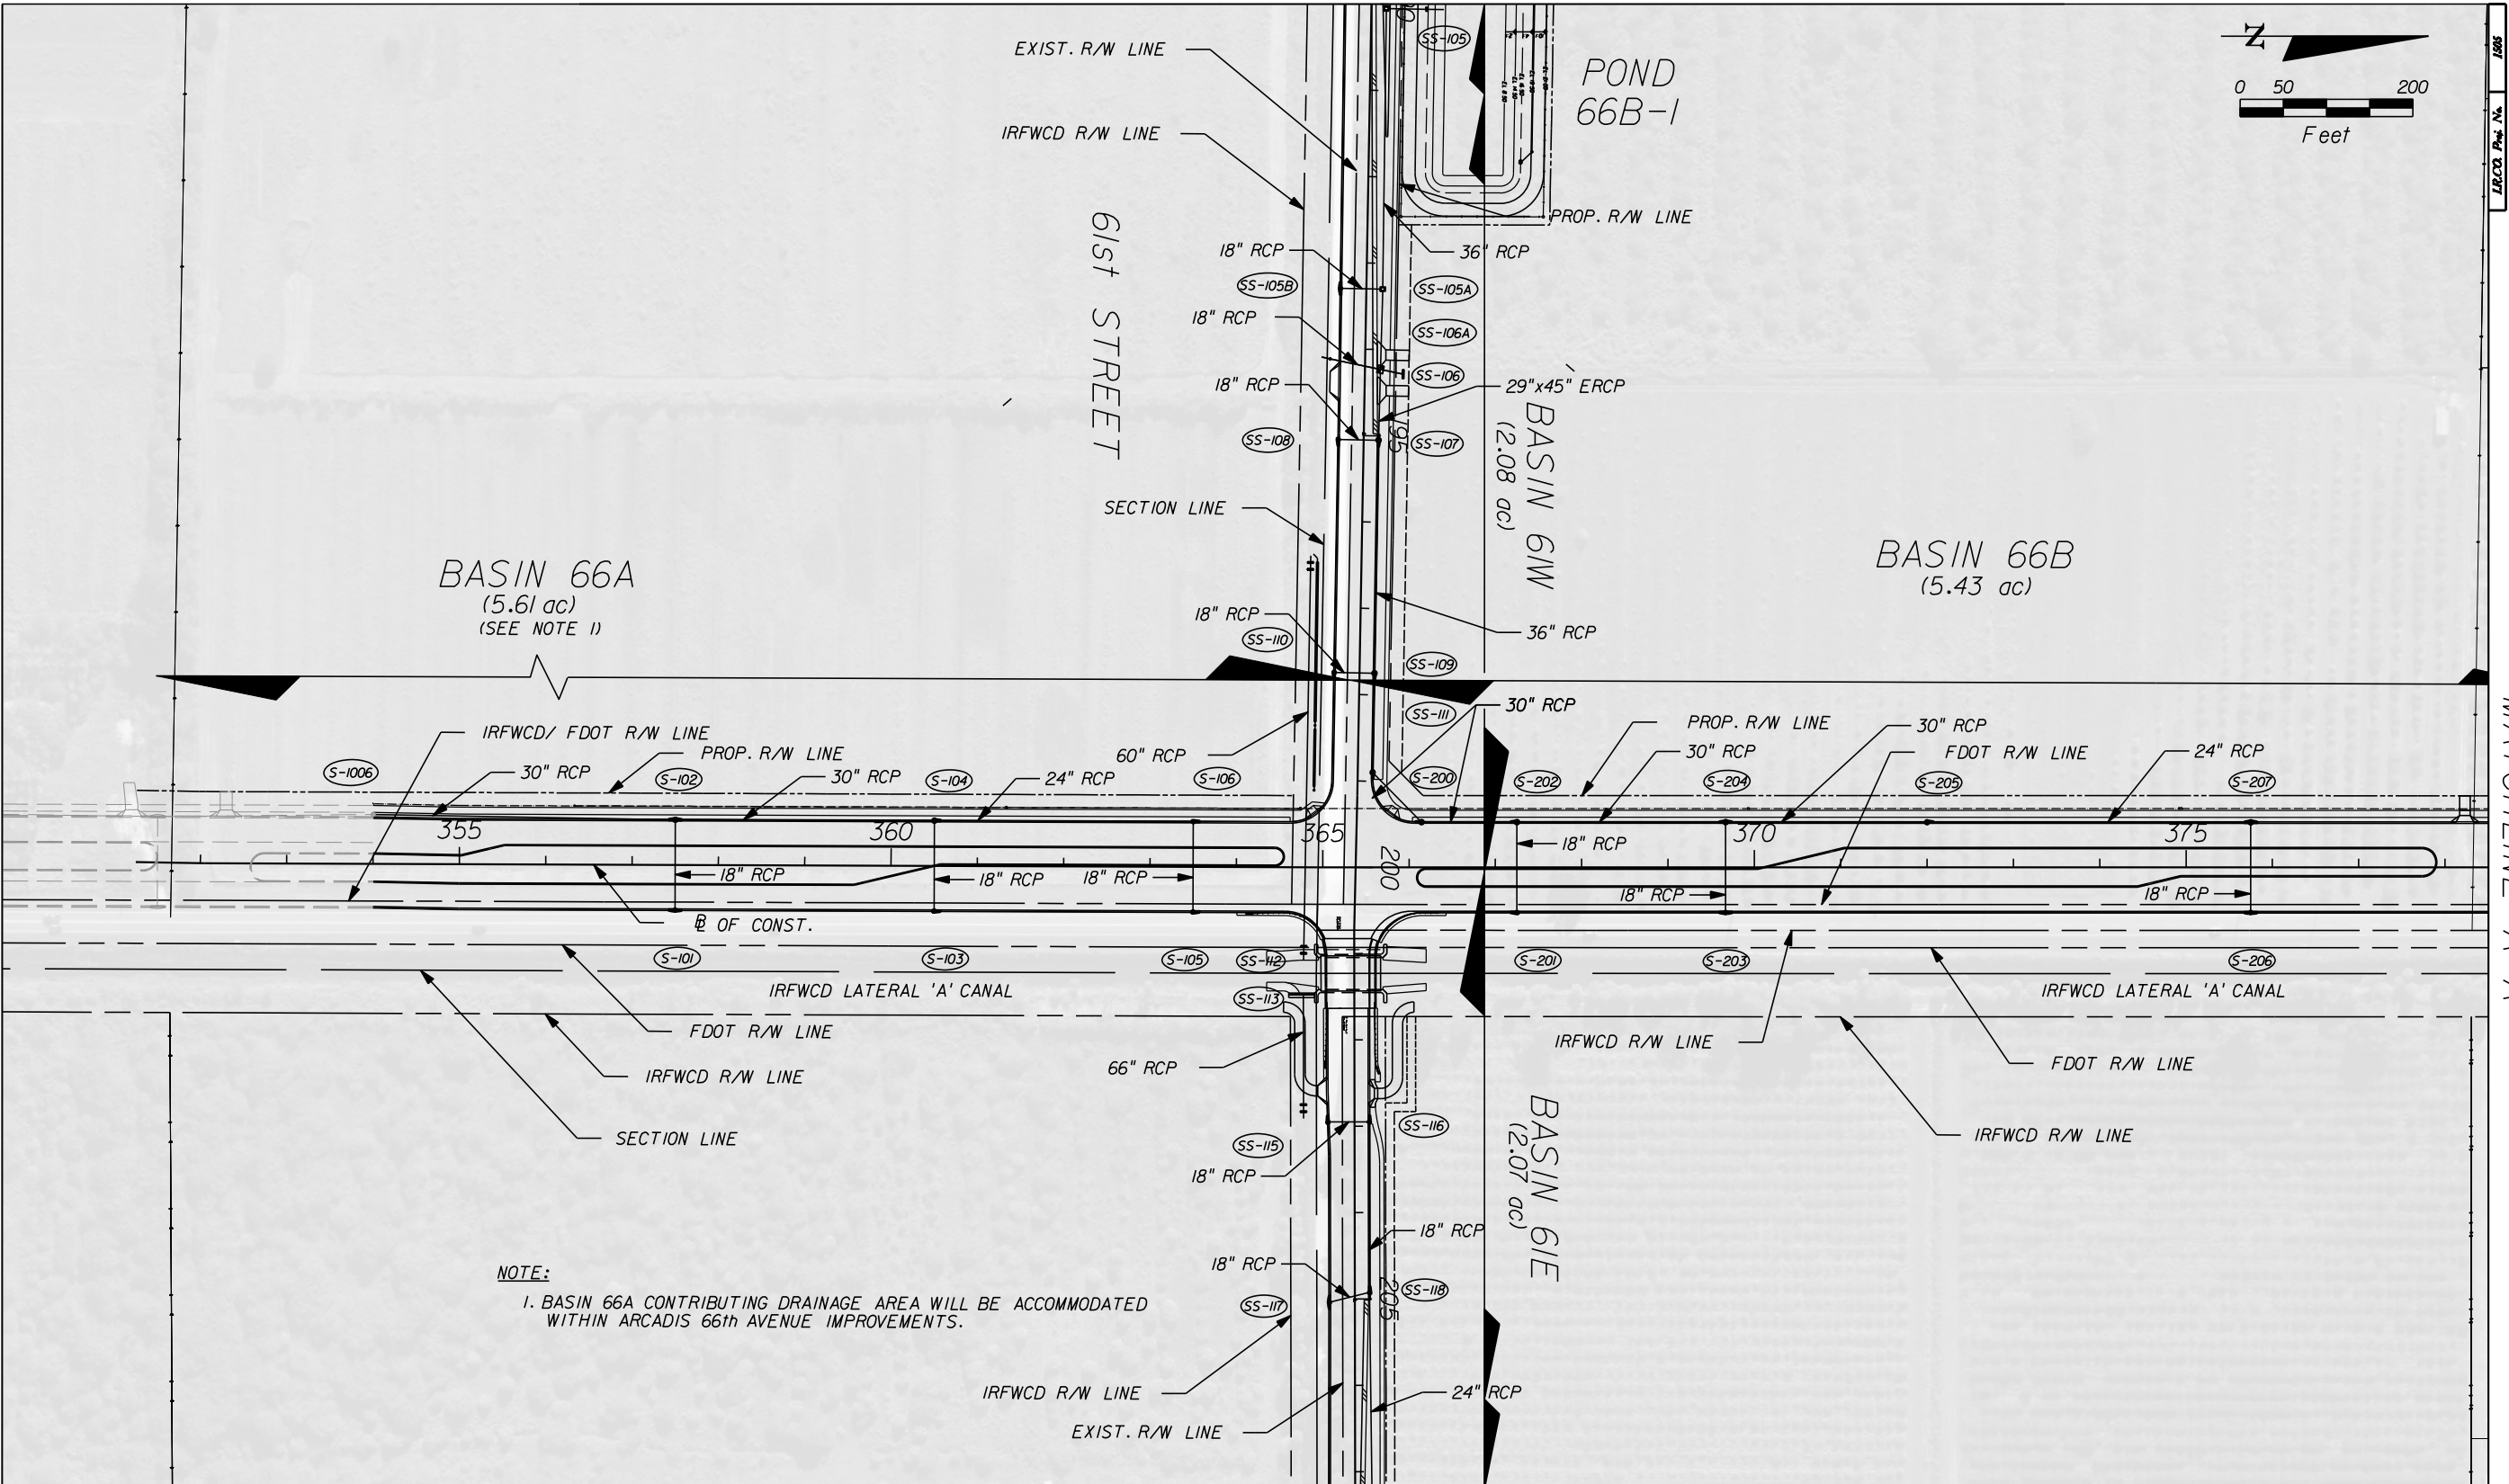 EXIST. R/W LINE
IRFWCD R/W LINE
SS-105
POND
66B-1
Z
0 50 200
Feet
1505
I.R.CO. Proj. No.
61st STREET
PROP. R/W LINE
36" RCP
18" RCP
SS-105B
SS-105A
18" RCP
SS-106A
SS-106
18" RCP
29"x45" ERCP
SS-108
195
SS-107
BASIN 61W
(2.08 ac)
SECTION LINE
BASIN 66A
(5.61 ac)
(SEE NOTE 1)
BASIN 66B
(5.43 ac)
18" RCP
SS-110
36" RCP
SS-109
SS-111
30" RCP
IRFWCD/ FDOT R/W LINE
PROP. R/W LINE
60" RCP
PROP. R/W LINE
30" RCP
30" RCP
FDOT R/W LINE
24" RCP
S-1006
30" RCP
S-102
30" RCP
S-104
24" RCP
S-106
S-200
S-202
S-204
S-205
S-207
355
360
365
370
375
200
18" RCP
18" RCP
18" RCP
18" RCP
18" RCP
18" RCP
℄ OF CONST.
S-101
S-103
S-105
SS-112
S-201
S-203
S-206
IRFWCD LATERAL 'A' CANAL
SS-113
IRFWCD LATERAL 'A' CANAL
FDOT R/W LINE
IRFWCD R/W LINE
66" RCP
IRFWCD R/W LINE
FDOT R/W LINE
SECTION LINE
IRFWCD R/W LINE
SS-115
SS-116
18" RCP
BASIN 61E
(2.07 ac)
18" RCP
18" RCP
SS-117
SS-118
205
NOTE:
1. BASIN 66A CONTRIBUTING DRAINAGE AREA WILL BE ACCOMMODATED
WITHIN ARCADIS 66th AVENUE IMPROVEMENTS.
IRFWCD R/W LINE
24" RCP
EXIST. R/W LINE